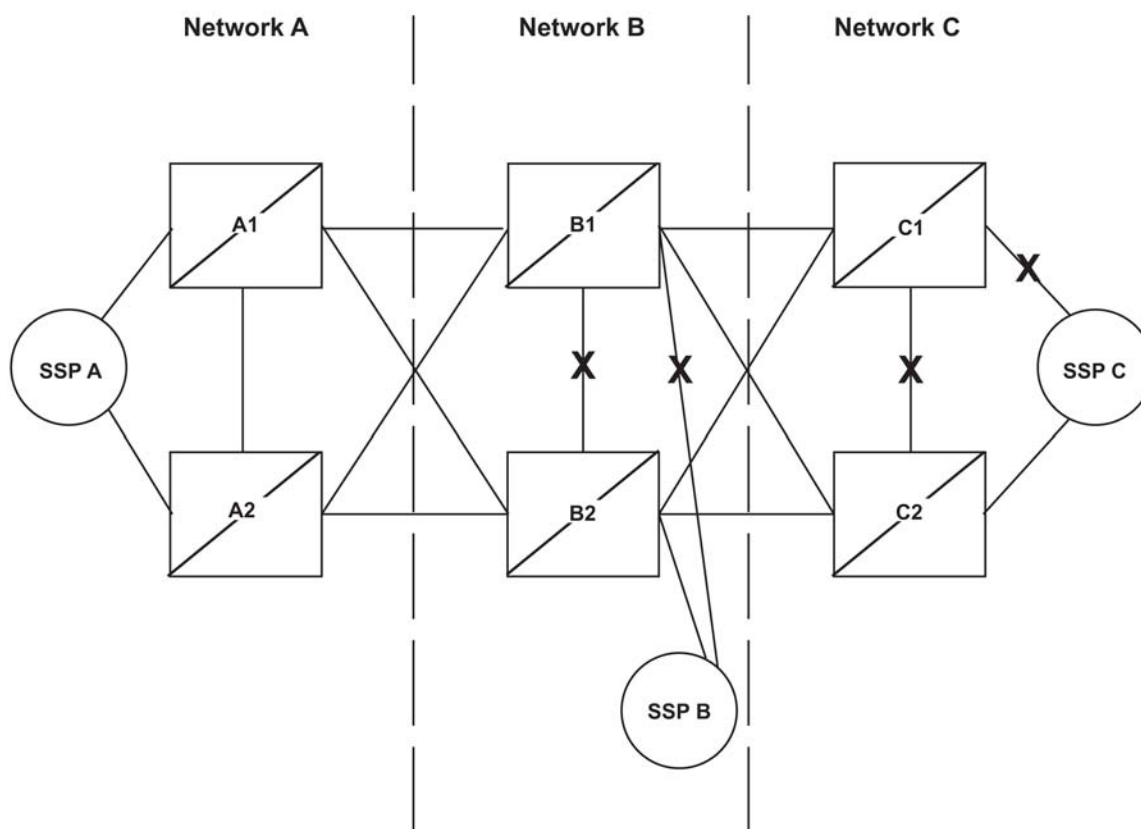 Network A
Network B
Network C
A1
B1
C1
X
SSP A
X
X
X
SSP C
A2
B2
C2
SSP B